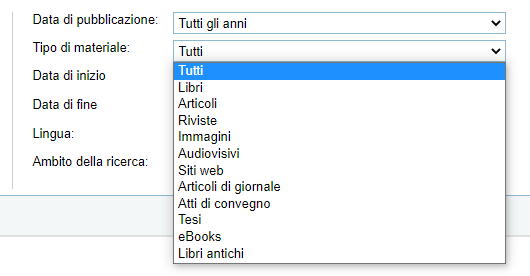 Data di pubblicazione: Tutti gli anni
Tipo di materiale: Tutti
Tutti
Data di inizio
Libri
Articoli
Data di fine
Riviste
Immagini
Lingua:
Audiovisivi
Ambito della ricerca:
Siti web
Articoli di giornale
Atti di convegno
Tesi
eBooks
Libri antichi